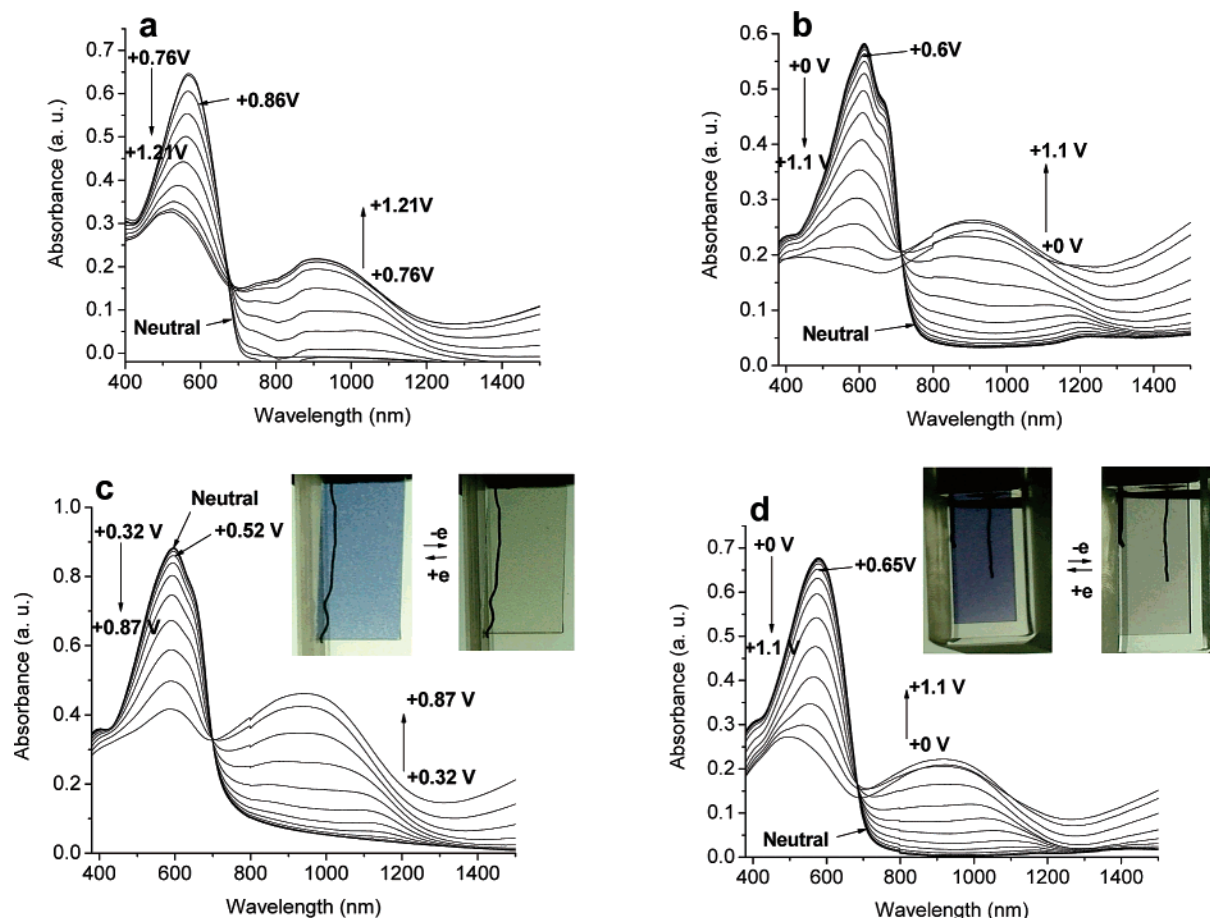 a
0.7
0.6
0.5
0.4
0.3
0.2
0.1
0.0
Absorbance (a. u.)
+0.76V
+0.86V
+1.21V
+1.21V
+0.76V
Neutral
400 600 800 1000 1200 1400
Wavelength (nm)
b
0.6
0.5
0.4
0.3
0.2
0.1
0.0
Absorbance (a. u.)
+0 V
+0.6V
+1.1 V
+1.1 V
+0 V
Neutral
400 600 800 1000 1200 1400
Wavelength (nm)
c
1.0
0.8
0.6
0.4
0.2
0.0
Absorbance (a. u.)
Neutral
+0.32 V
+0.52 V
+0.87 V
-e
+e
+0.87 V
+0.32 V
400 600 800 1000 1200 1400
Wavelength (nm)
d
0.7
0.6
0.5
0.4
0.3
0.2
0.1
0.0
Absorbance (a. u.)
+0 V
+0.65V
+1.1 V
-e
+e
+1.1 V
+0 V
Neutral
400 600 800 1000 1200 1400
Wavelength (nm)